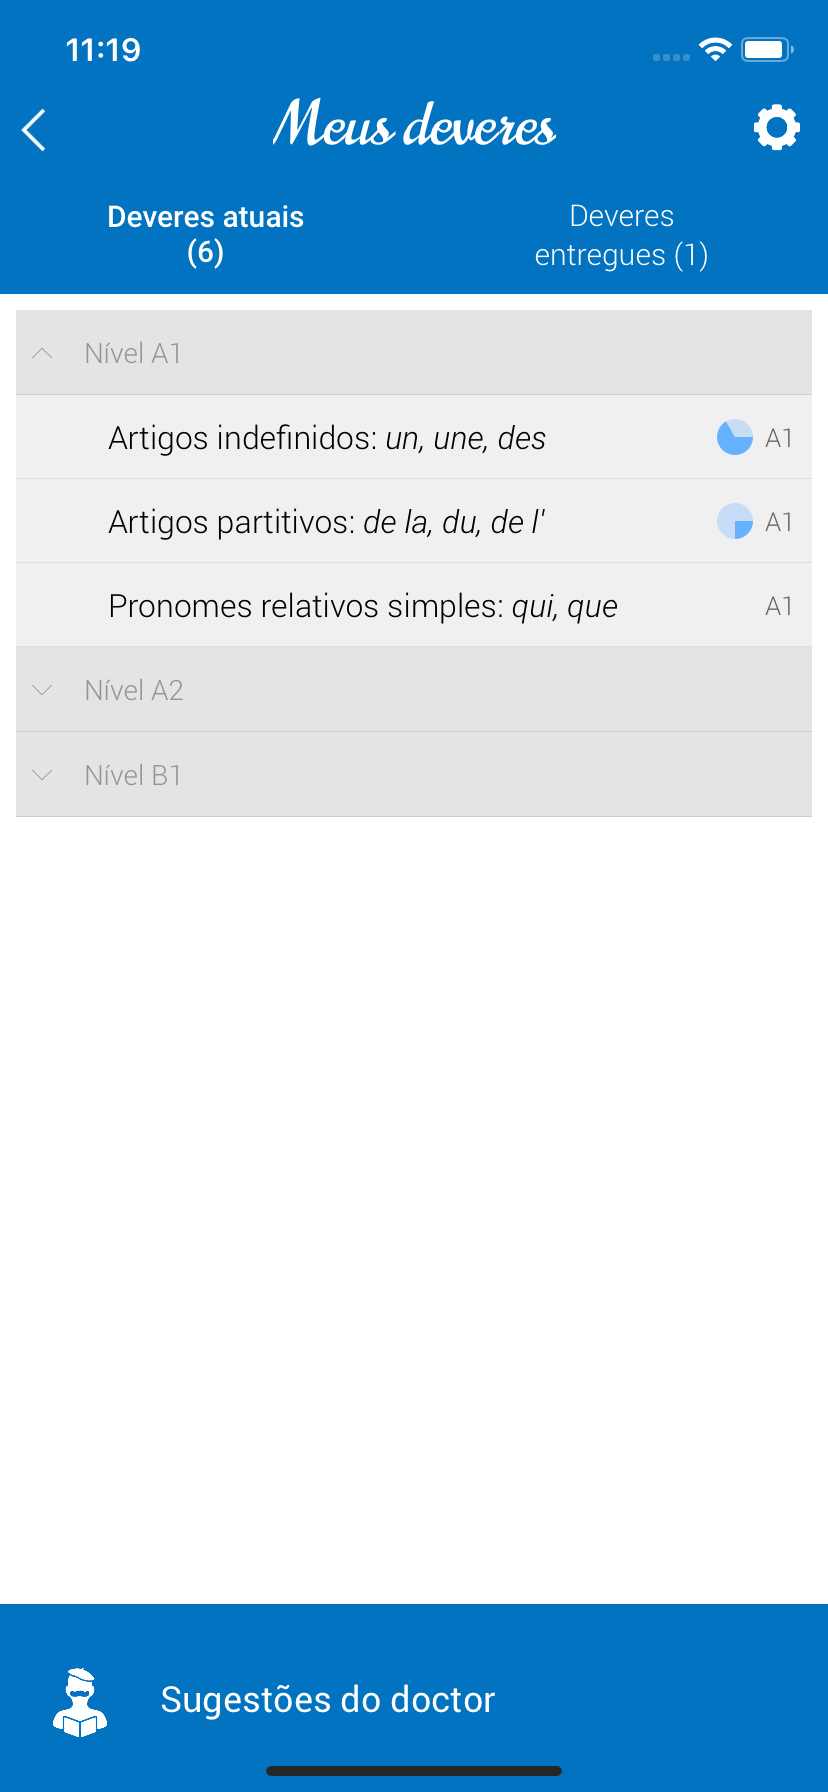 11:19
Meus deveres
Deveres atuais
(6)
Deveres
entregues (1)
Nível A1
Artigos indefinidos: un, une, des A1
Artigos partitivos: de la, du, de l' A1
Pronomes relativos simples: qui, que A1
Nível A2
Nível B1
Sugestões do doctor